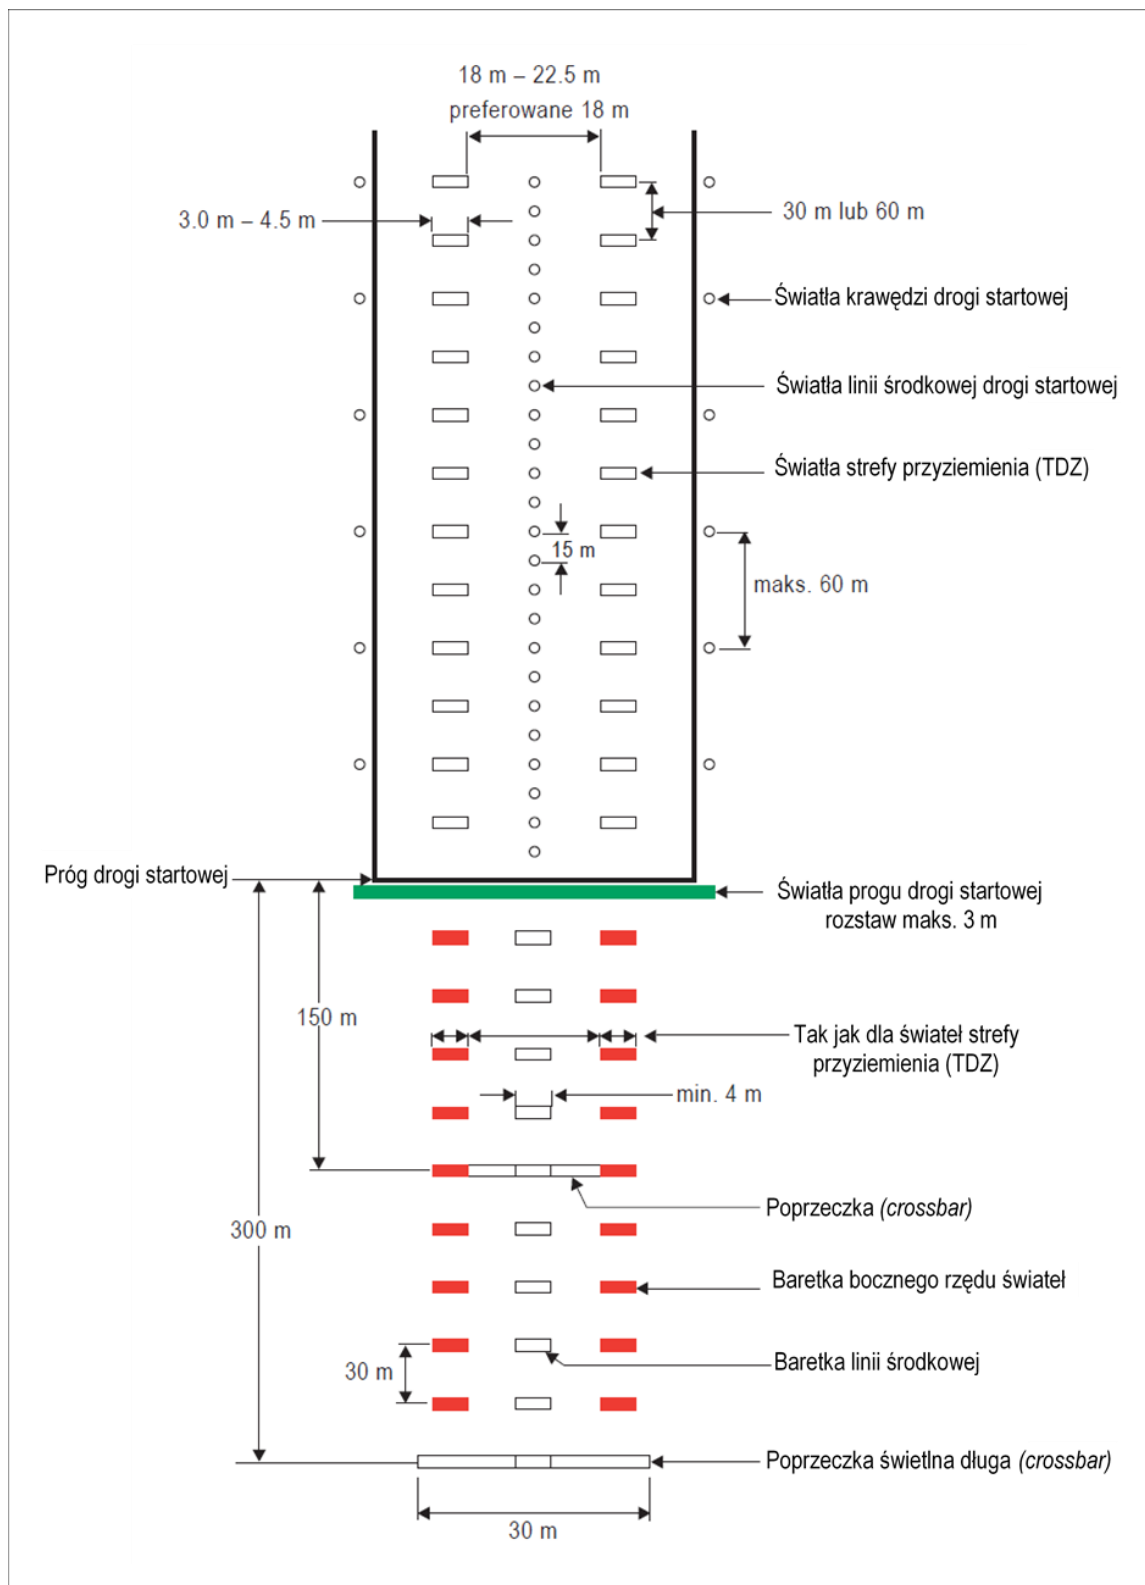 18 m – 22.5 m
preferowane 18 m
3.0 m – 4.5 m
30 m lub 60 m
Światła krawędzi drogi startowej
Światła linii środkowej drogi startowej
Światła strefy przyziemienia (TDZ)
15 m
maks. 60 m
Próg drogi startowej
Światła progu drogi startowej
rozstaw maks. 3 m
150 m
Tak jak dla świateł strefy
przyziemienia (TDZ)
min. 4 m
Poprzeczka (crossbar)
300 m
Baretka bocznego rzędu świateł
Baretka linii środkowej
30 m
Poprzeczka świetlna długa (crossbar)
30 m